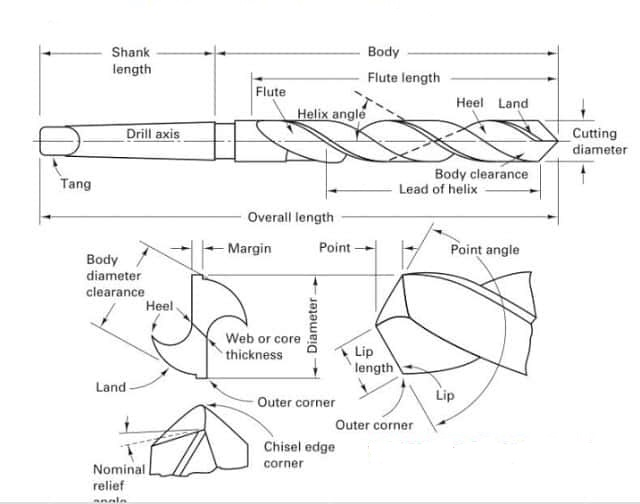 Shank
length
Body
Flute length
Flute
Helix angle
Heel
Land
Drill axis
Cutting
diameter
Tang
Body clearance
Lead of helix
Overall length
Margin
Point
Point angle
Body
diameter
clearance
Heel
Diameter
Web or core
thickness
Lip
length
Land
Outer corner
Lip
Outer corner
Chisel edge
corner
Nominal
relief
angle